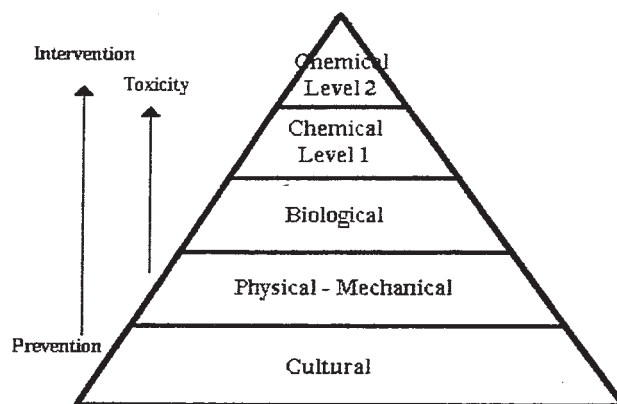 Intervention
Toxicity
Prevention
Chemical
Level 2
Chemical
Level 1
Biological
Physical - Mechanical
Cultural